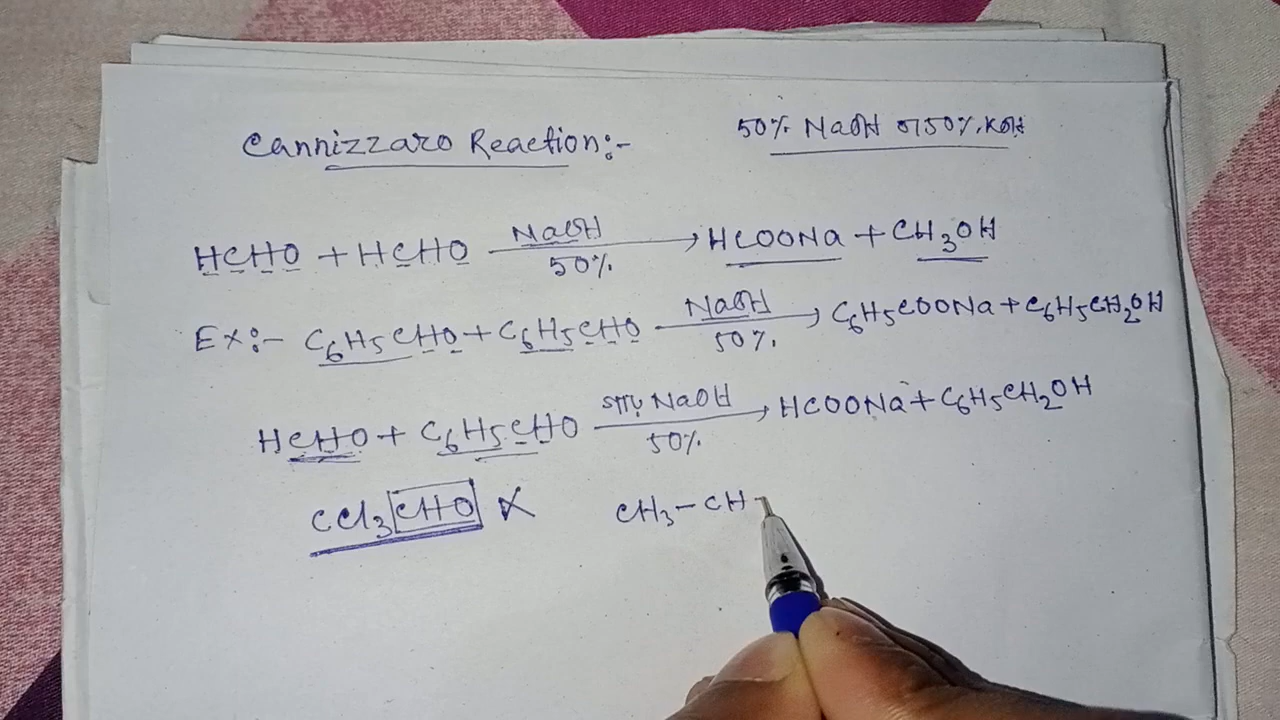 Cannizzaro Reaction:-
50% NaOH or 50% KOH
HCHO + HCHO NaOH 50% → HCOONa + CH3OH
Ex:- C6H5CHO + C6H5CHO NaOH 50% → C6H5COONa + C6H5CH2OH
HCHO + C6H5CHO NaOH 50% → HCOONa + C6H5CH2OH
CCl3CHO × CH3-CH-